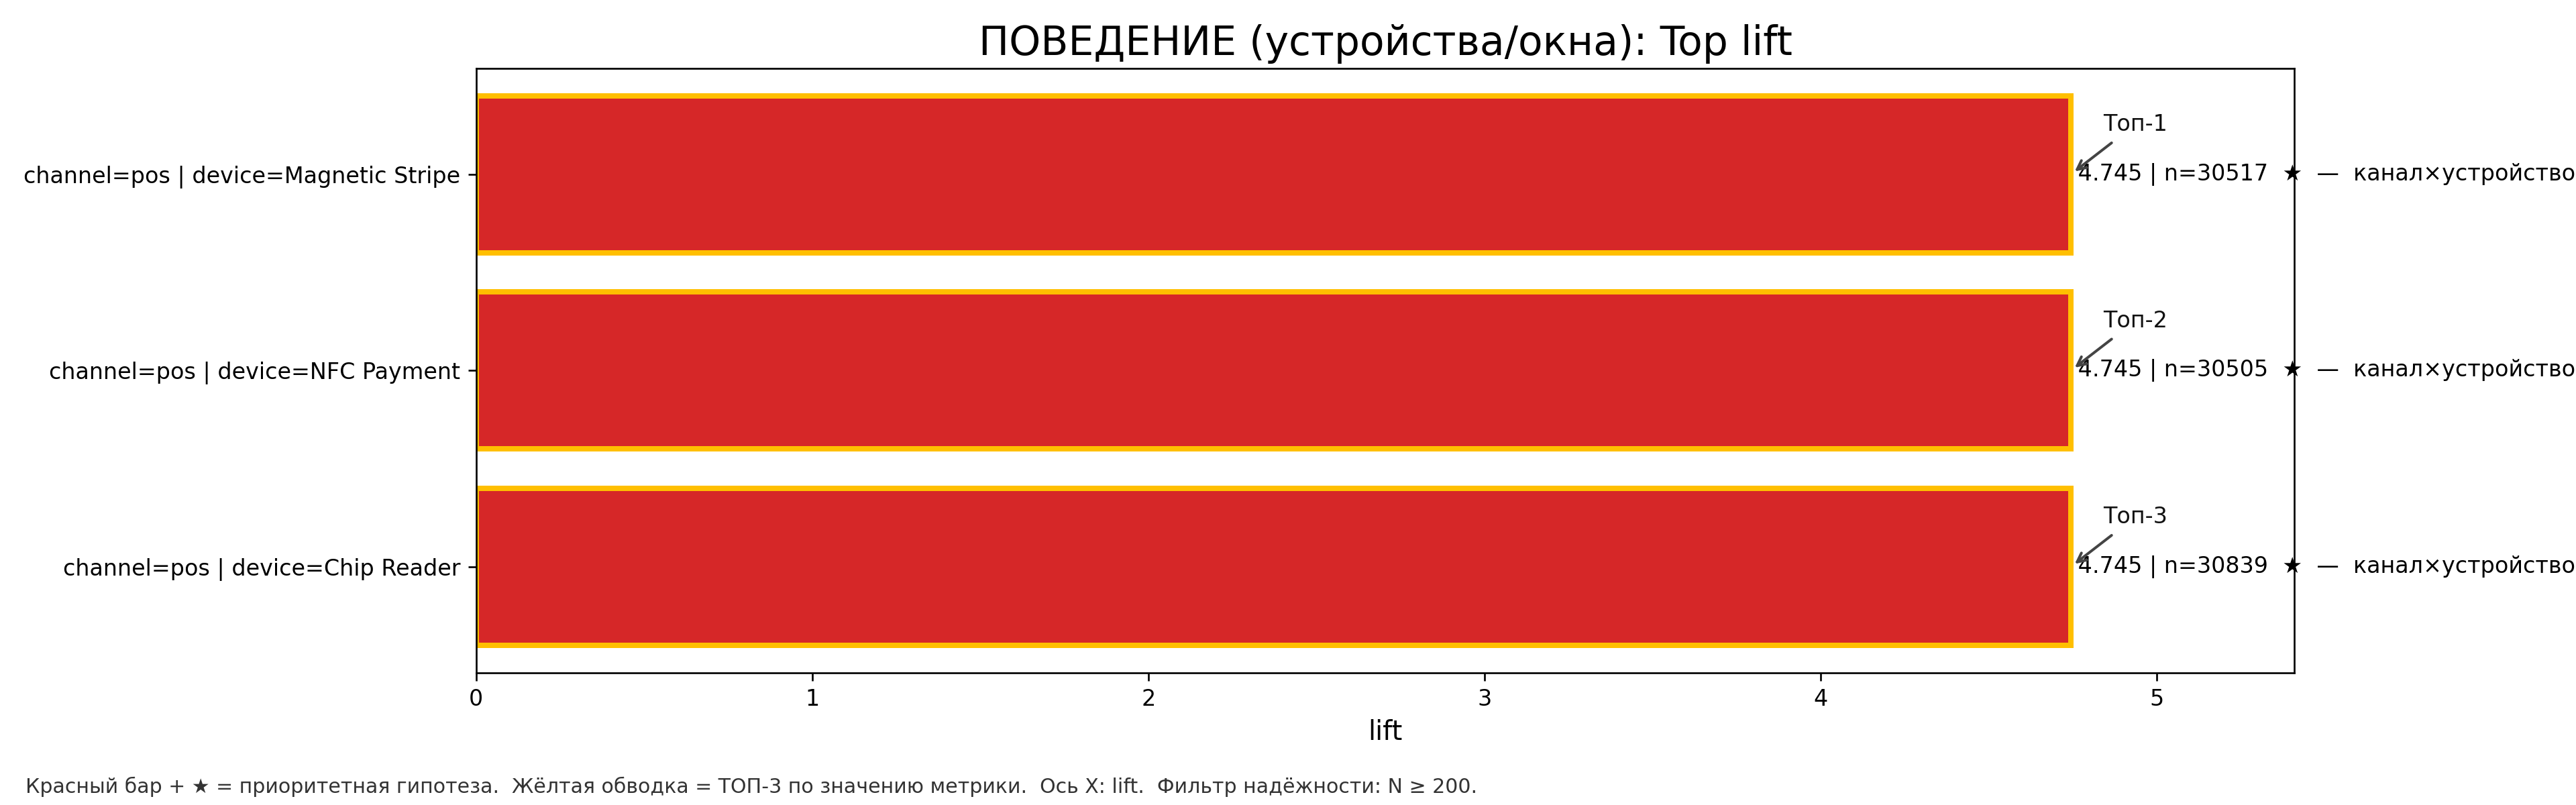 ПОВЕДЕНИЕ (устройства/окна): Top lift
Топ-1
channel=pos | device=Magnetic Stripe
4.745 | n=30517 ★ — канал×устройство
Топ-2
channel=pos | device=NFC Payment
4.745 | n=30505 ★ — канал×устройство
Топ-3
channel=pos | device=Chip Reader
4.745 | n=30839 ★ — канал×устройство
0 1 2 3 4 5
lift
Красный бар + ★ = приоритетная гипотеза. Жёлтая обводка = ТОП-3 по значению метрики. Ось X: lift. Фильтр надёжности: N ≥ 200.